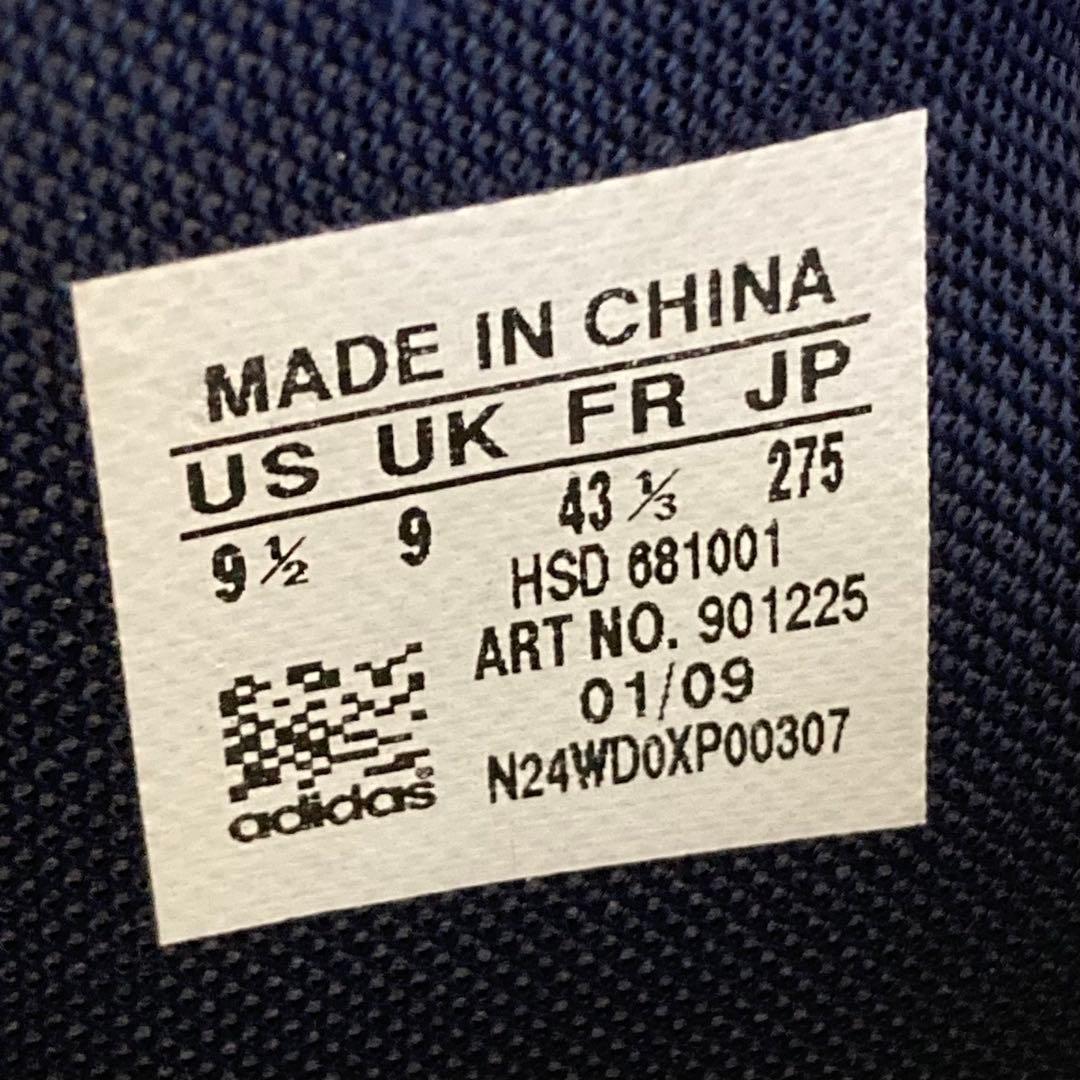 MADE IN CHINA
US UK FR JP
9 ½ 9 43 ⅓ 275
HSD 681001
ART NO. 901225
01/09
N24WD0XP00307
adidas®